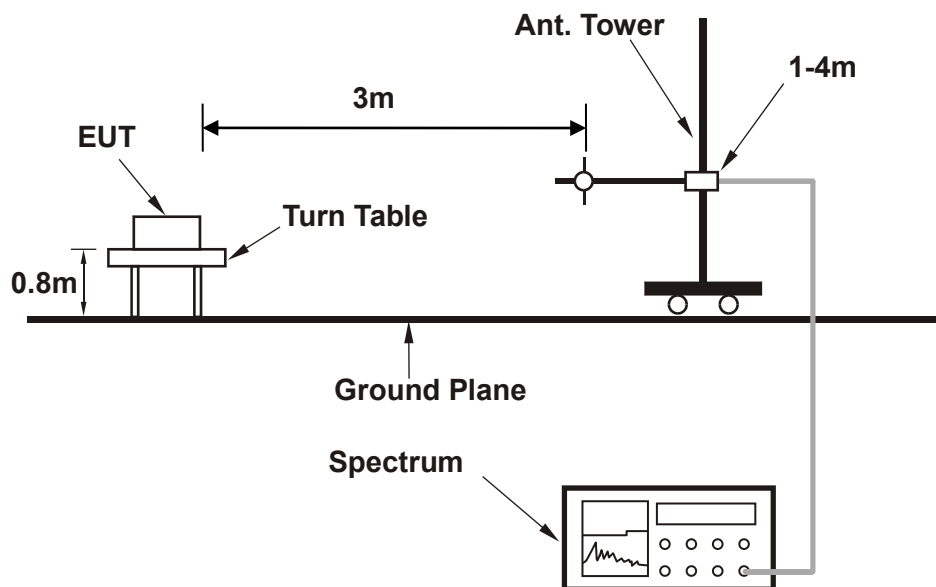 Ant. Tower
1-4m
3m
EUT
Turn Table
0.8m
Ground Plane
Spectrum